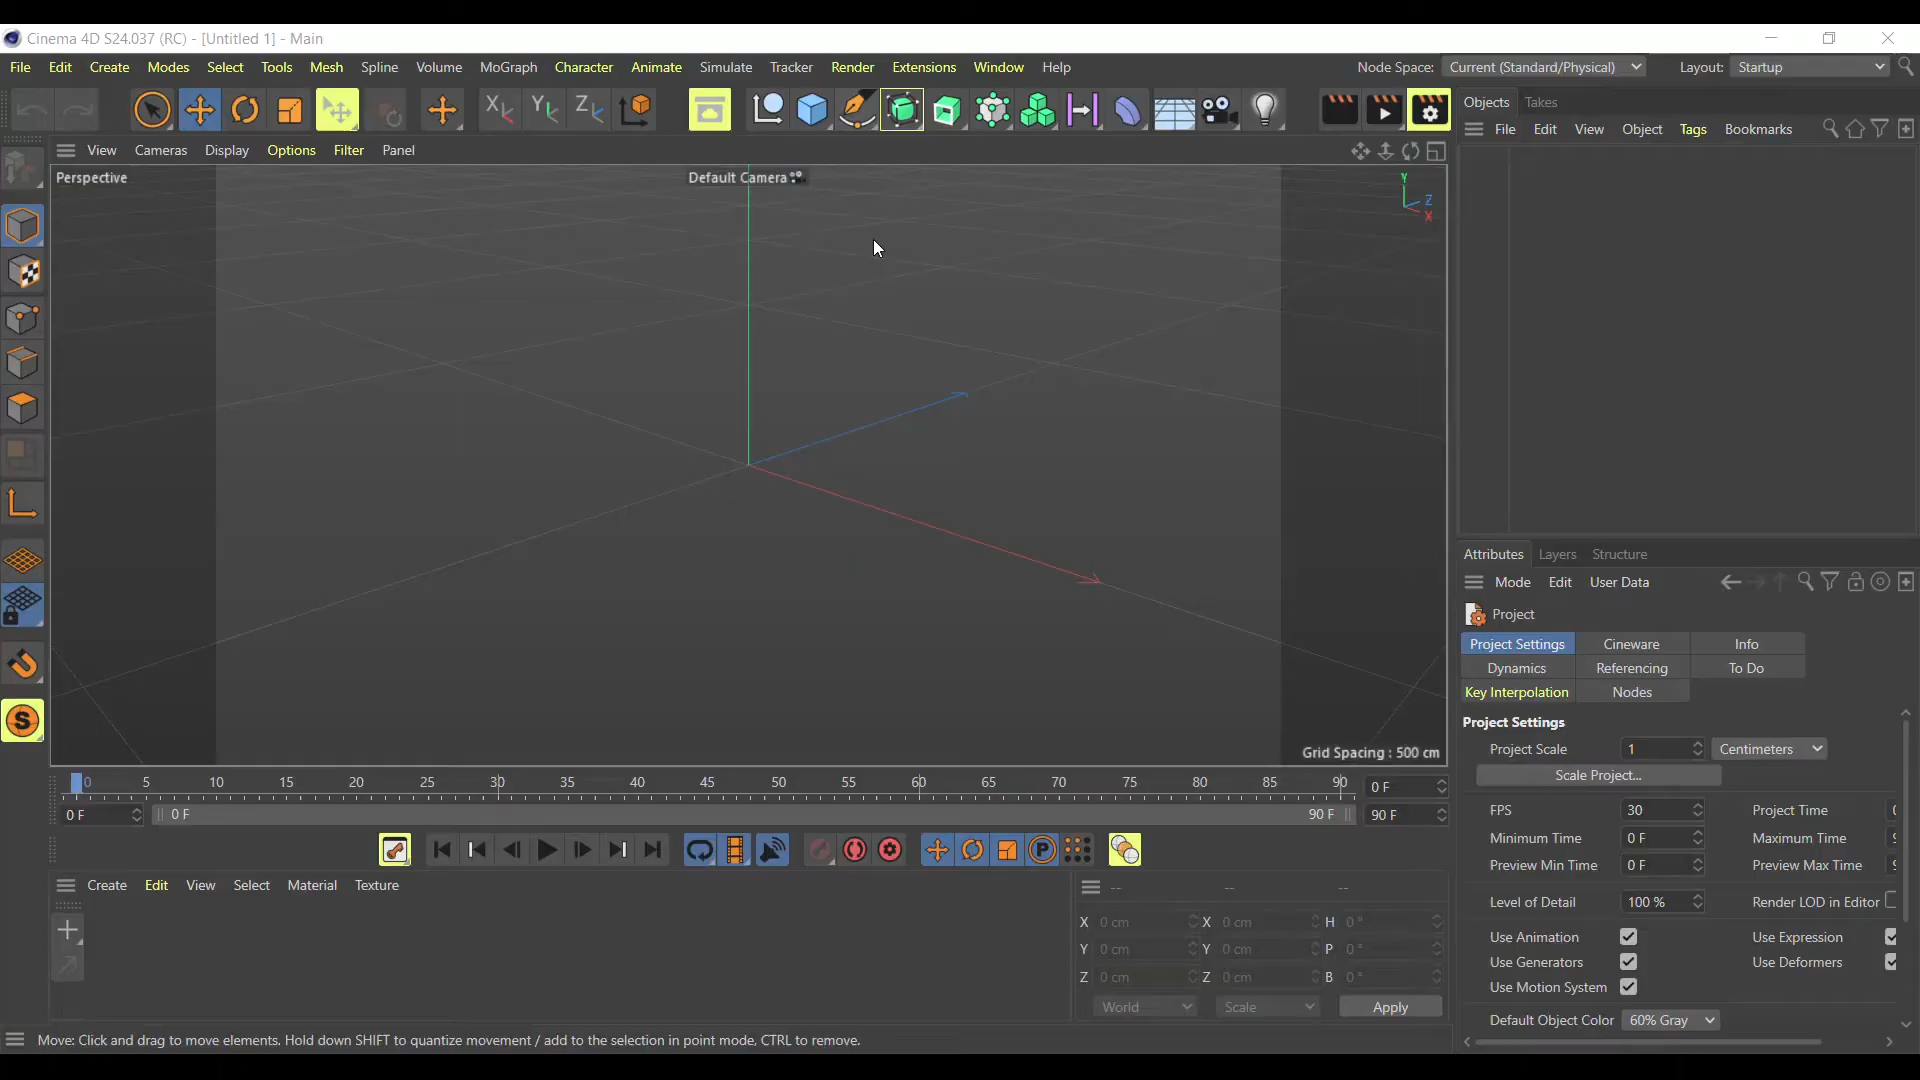 Cinema 4D S24.037 (RC) - [Untitled 1] - Main
File Edit Create Modes Select Tools Mesh Spline Volume MoGraph Character Animate Simulate Tracker Render Extensions Window Help Node Space: Current (Standard/Physical) Layout: Startup
X Y Z
Objects Takes
File Edit View Object Tags Bookmarks
View Cameras Display Options Filter Panel
Perspective
Default Camera
Y
Z
X
Grid Spacing : 500 cm
Attributes Layers Structure
Mode Edit User Data
Project
Project Settings Cineware Info
Dynamics Referencing To Do
Key Interpolation Nodes
Project Settings
Project Scale 1 Centimeters
Scale Project...
FPS 30 Project Time
Minimum Time 0 F Maximum Time
Preview Min Time 0 F Preview Max Time
Level of Detail 100 % Render LOD in Editor
Use Animation Use Expression
Use Generators Use Deformers
Use Motion System
Default Object Color 60% Gray
0 5 10 15 20 25 30 35 40 45 50 55 60 65 70 75 80 85 90 0 F
0 F 0 F 90 F 90 F
P
S
Create Edit View Select Material Texture
-- -- --
X 0 cm X 0 cm H 0 °
Y 0 cm Y 0 cm P 0 °
Z 0 cm Z 0 cm B 0 °
World Scale Apply
Move: Click and drag to move elements. Hold down SHIFT to quantize movement / add to the selection in point mode, CTRL to remove.